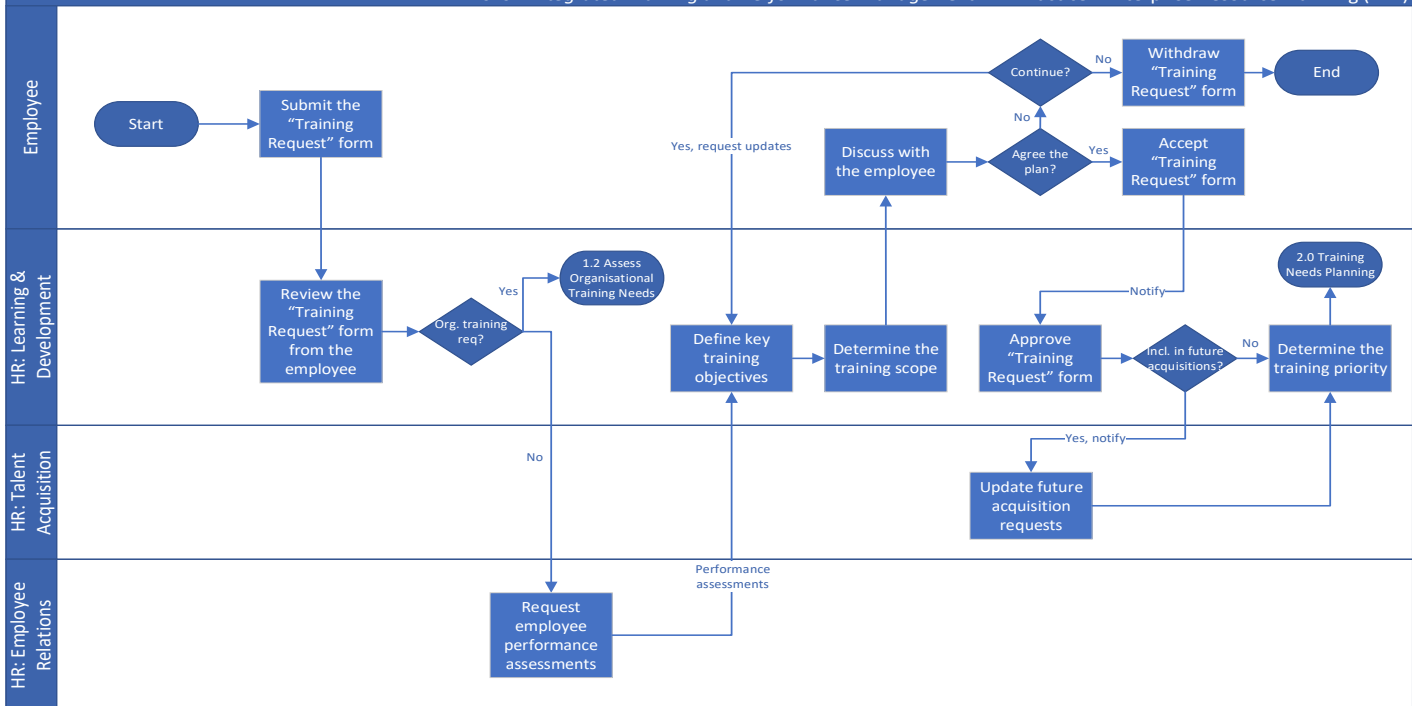 Employee
Start
Submit the
“Training
Request” form
Yes, request updates
Discuss with
the employee
Continue?
No
Withdraw
“Training
Request” form
End
No
Agree the
plan?
Yes
Accept
“Training
Request” form
HR: Learning &
Development
Review the
“Training
Request” form
from the
employee
Org. training
req?
Yes
1.2 Assess
Organisational
Training Needs
Define key
training
objectives
Determine the
training scope
Notify
Approve
“Training
Request” form
Incl. in future
acquisitions?
No
Determine the
training priority
2.0 Training
Needs Planning
HR: Talent
Acquisition
No
Yes, notify
Update future
acquisition
requests
HR: Employee
Relations
Request
employee
performance
assessments
Performance
assessments